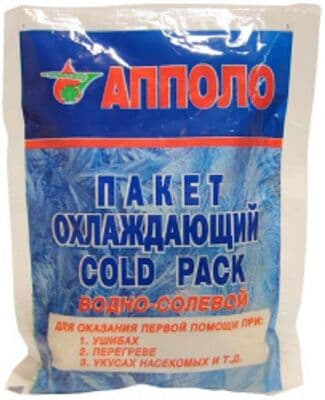 АППОЛО
ПАКЕТ
ОХЛАЖДАЮЩИЙ
COLD PACK
ВОДНО-СОЛЕВОЙ
ДЛЯ ОКАЗАНИЯ ПЕРВОЙ ПОМОЩИ ПРИ:
1. УШИБАХ
2. ПЕРЕГРЕВЕ
3. УКУСАХ НАСЕКОМЫХ И Т.Д.